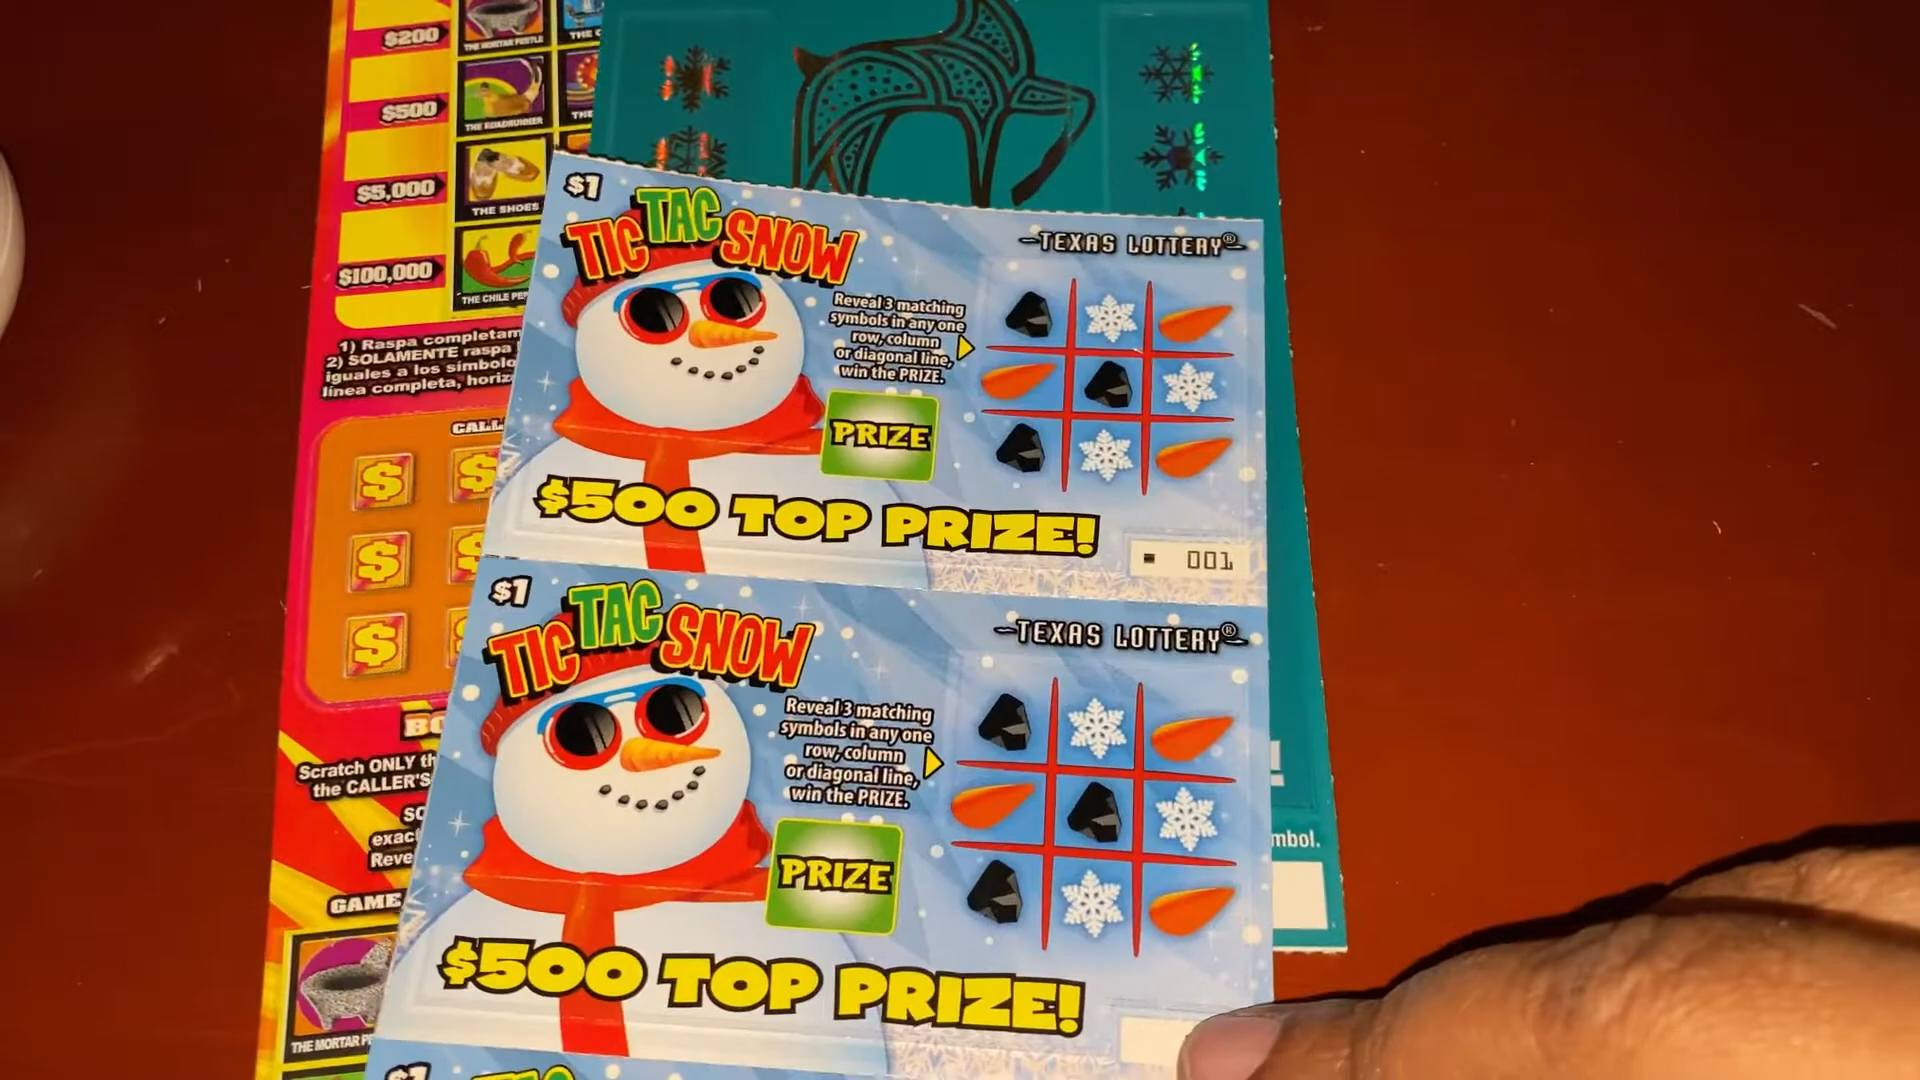 $200
THE MORTAR PESTLE
$500
THE ROADRUNNER
$5,000
THE SHOES
$100,000
1) Raspa
2) SOLAMENTE raspa
iguales a los símbolo
línea completa,
$
$
$
$
$
Scratch ONLY
the CALLER'S
GAME
THE MORTAR
$1
TIC TAC SNOW
TEXAS LOTTERY®
Reveal 3 matching
symbols in any one
row, column
or diagonal line,
win the PRIZE.
PRIZE
$500 TOP PRIZE!
001
$1
TIC TAC SNOW
TEXAS LOTTERY®
Reveal 3 matching
symbols in any one
row, column
or diagonal line,
win the PRIZE.
PRIZE
$500 TOP PRIZE!
$1